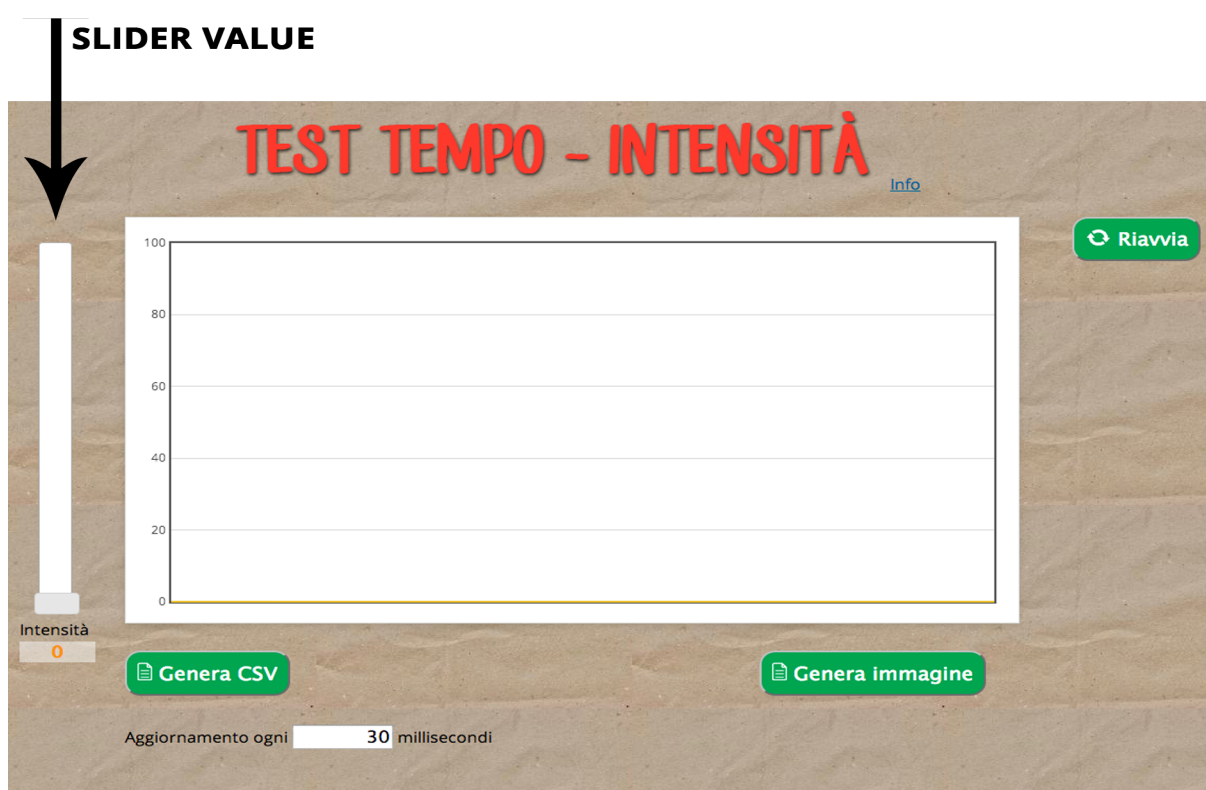 SLIDER VALUE
TEST TEMPO - INTENSITÀ
Info
Riavvia
100
80
60
40
20
0
Intensità
0
Genera CSV
Genera immagine
Aggiornamento ogni 30 millisecondi